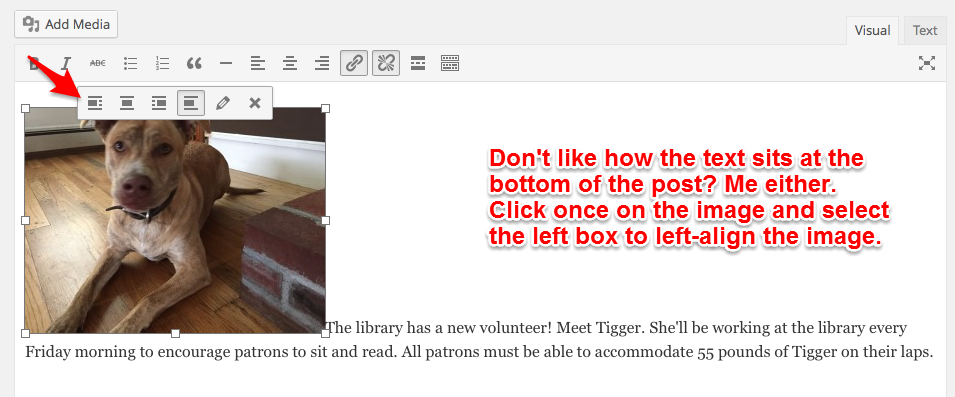 Add Media
Visual
Text
B I ABC
Don't like how the text sits at the
bottom of the post? Me either.
Click once on the image and select
the left box to left-align the image.
The library has a new volunteer! Meet Tigger. She'll be working at the library every
Friday morning to encourage patrons to sit and read. All patrons must be able to accommodate 55 pounds of Tigger on their laps.